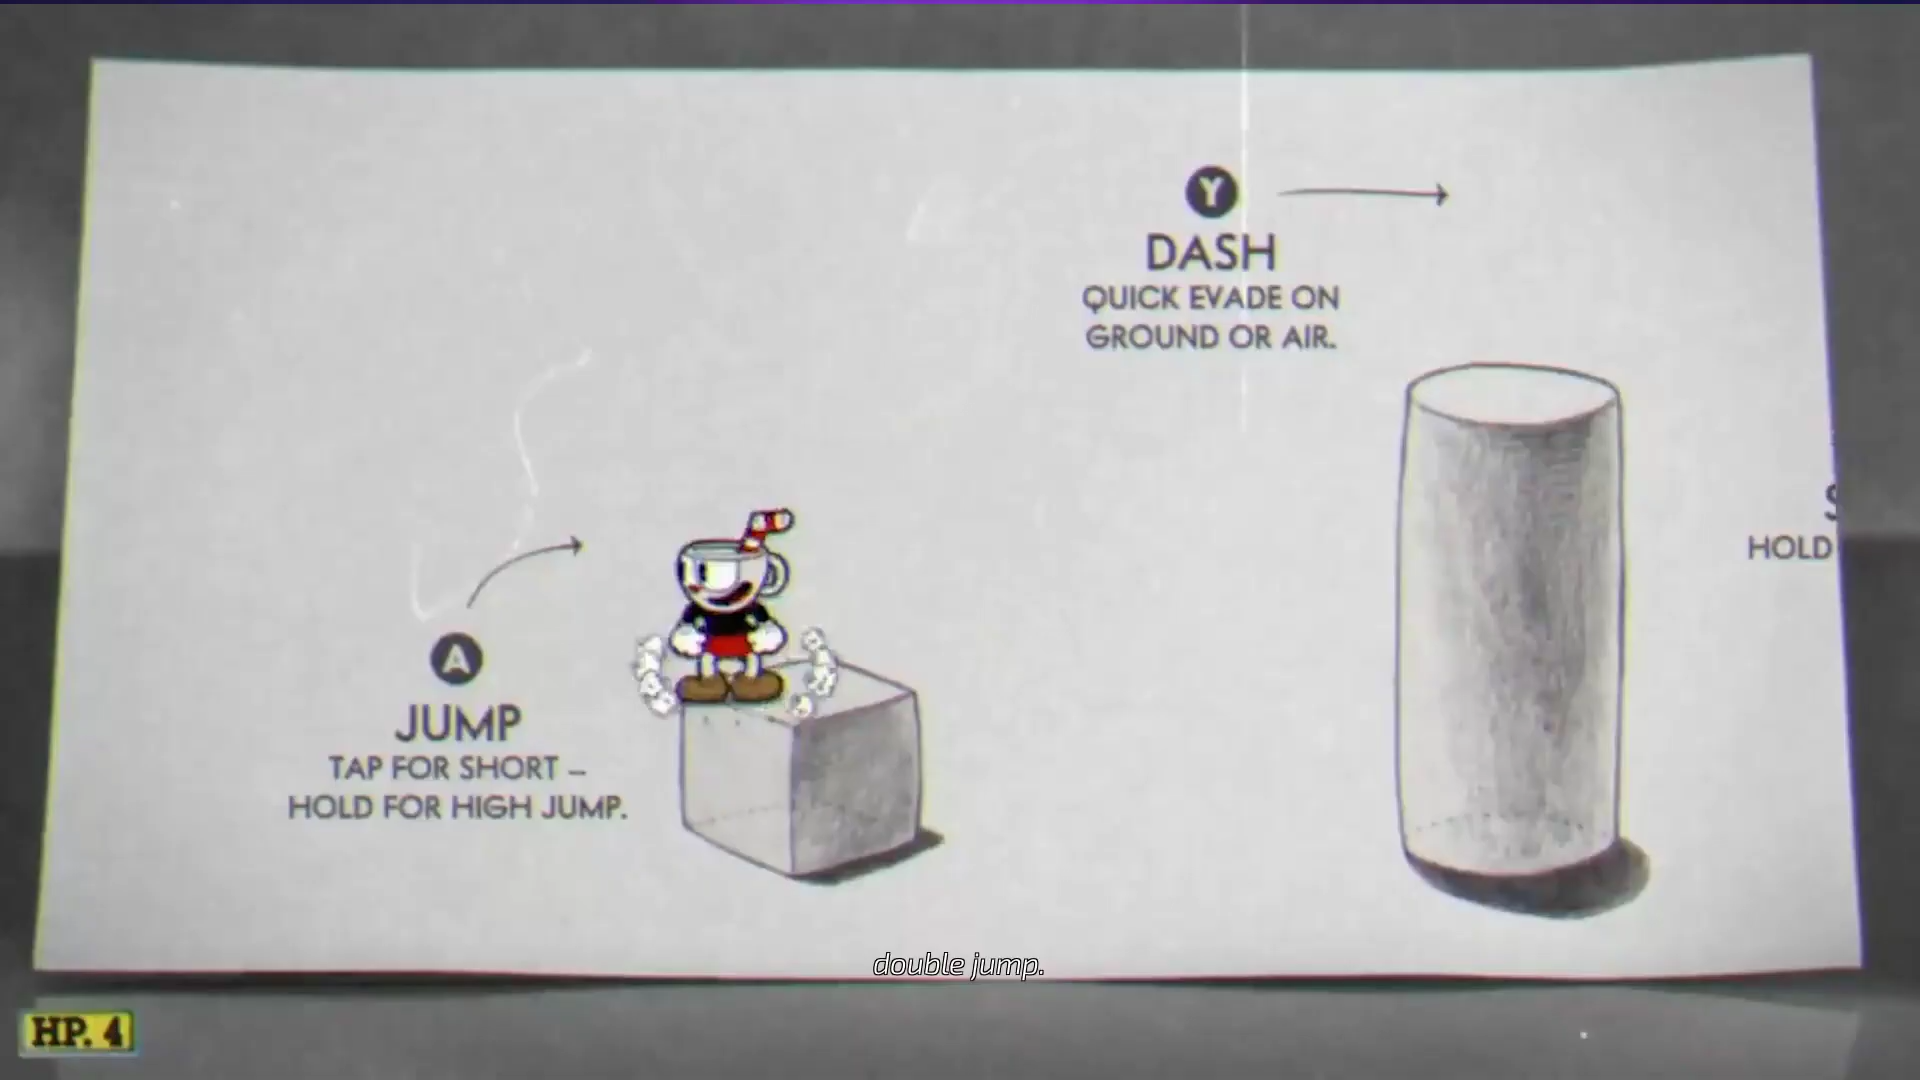 Y
DASH
QUICK EVADE ON
GROUND OR AIR.
HOLD
A
JUMP
TAP FOR SHORT –
HOLD FOR HIGH JUMP.
double jump.
HP. 4